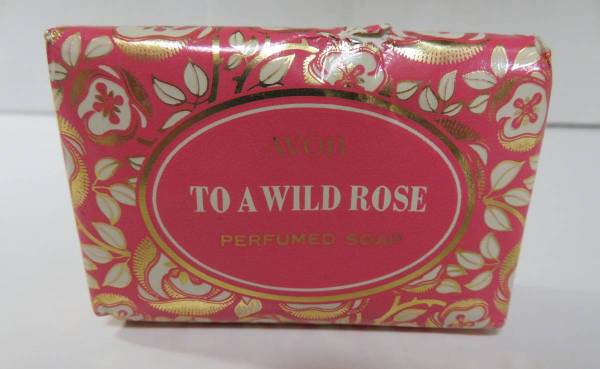 AVON
TO A WILD ROSE
PERFUMED SOAP